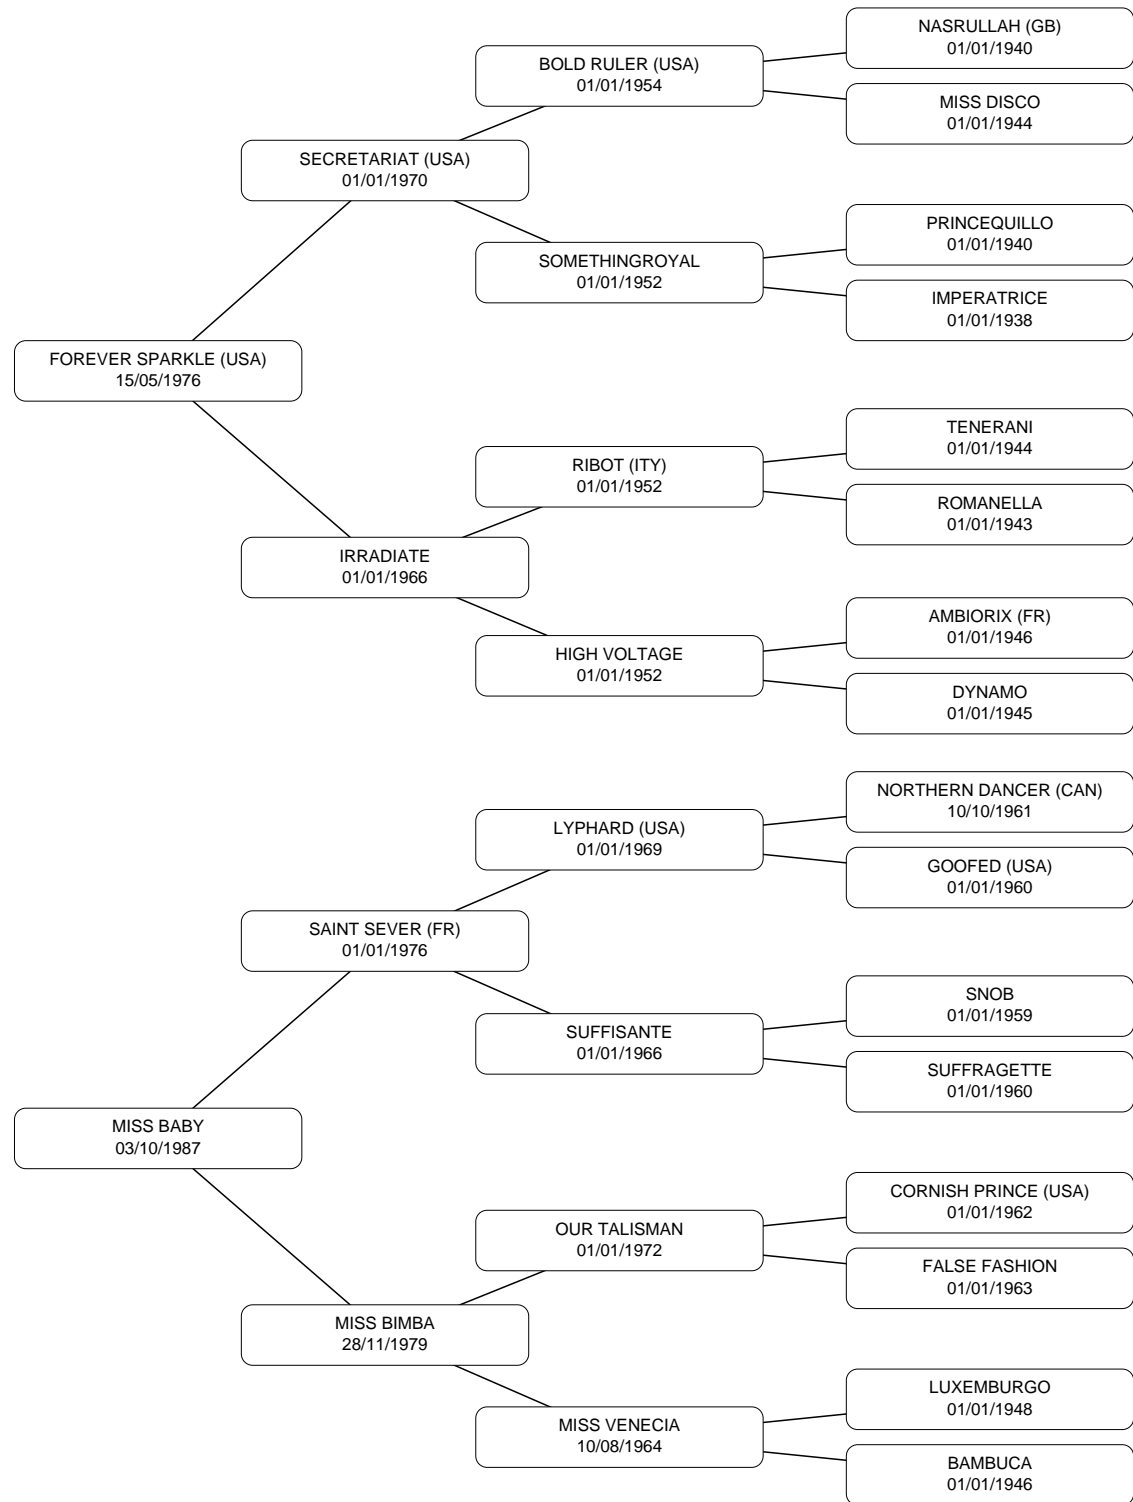 NASRULLAH (GB)
01/01/1940
BOLD RULER (USA)
01/01/1954
MISS DISCO
01/01/1944
SECRETARIAT (USA)
01/01/1970
PRINCEQUILLO
01/01/1940
SOMETHINGROYAL
01/01/1952
IMPERATRICE
01/01/1938
FOREVER SPARKLE (USA)
15/05/1976
TENERANI
01/01/1944
RIBOT (ITY)
01/01/1952
ROMANELLA
01/01/1943
IRRADIATE
01/01/1966
AMBIORIX (FR)
01/01/1946
HIGH VOLTAGE
01/01/1952
DYNAMO
01/01/1945
NORTHERN DANCER (CAN)
10/10/1961
LYPHARD (USA)
01/01/1969
GOOFED (USA)
01/01/1960
SAINT SEVER (FR)
01/01/1976
SNOB
01/01/1959
SUFFISANTE
01/01/1966
SUFFRAGETTE
01/01/1960
MISS BABY
03/10/1987
CORNISH PRINCE (USA)
01/01/1962
OUR TALISMAN
01/01/1972
FALSE FASHION
01/01/1963
MISS BIMBA
28/11/1979
LUXEMBURGO
01/01/1948
MISS VENECIA
10/08/1964
BAMBUCA
01/01/1946